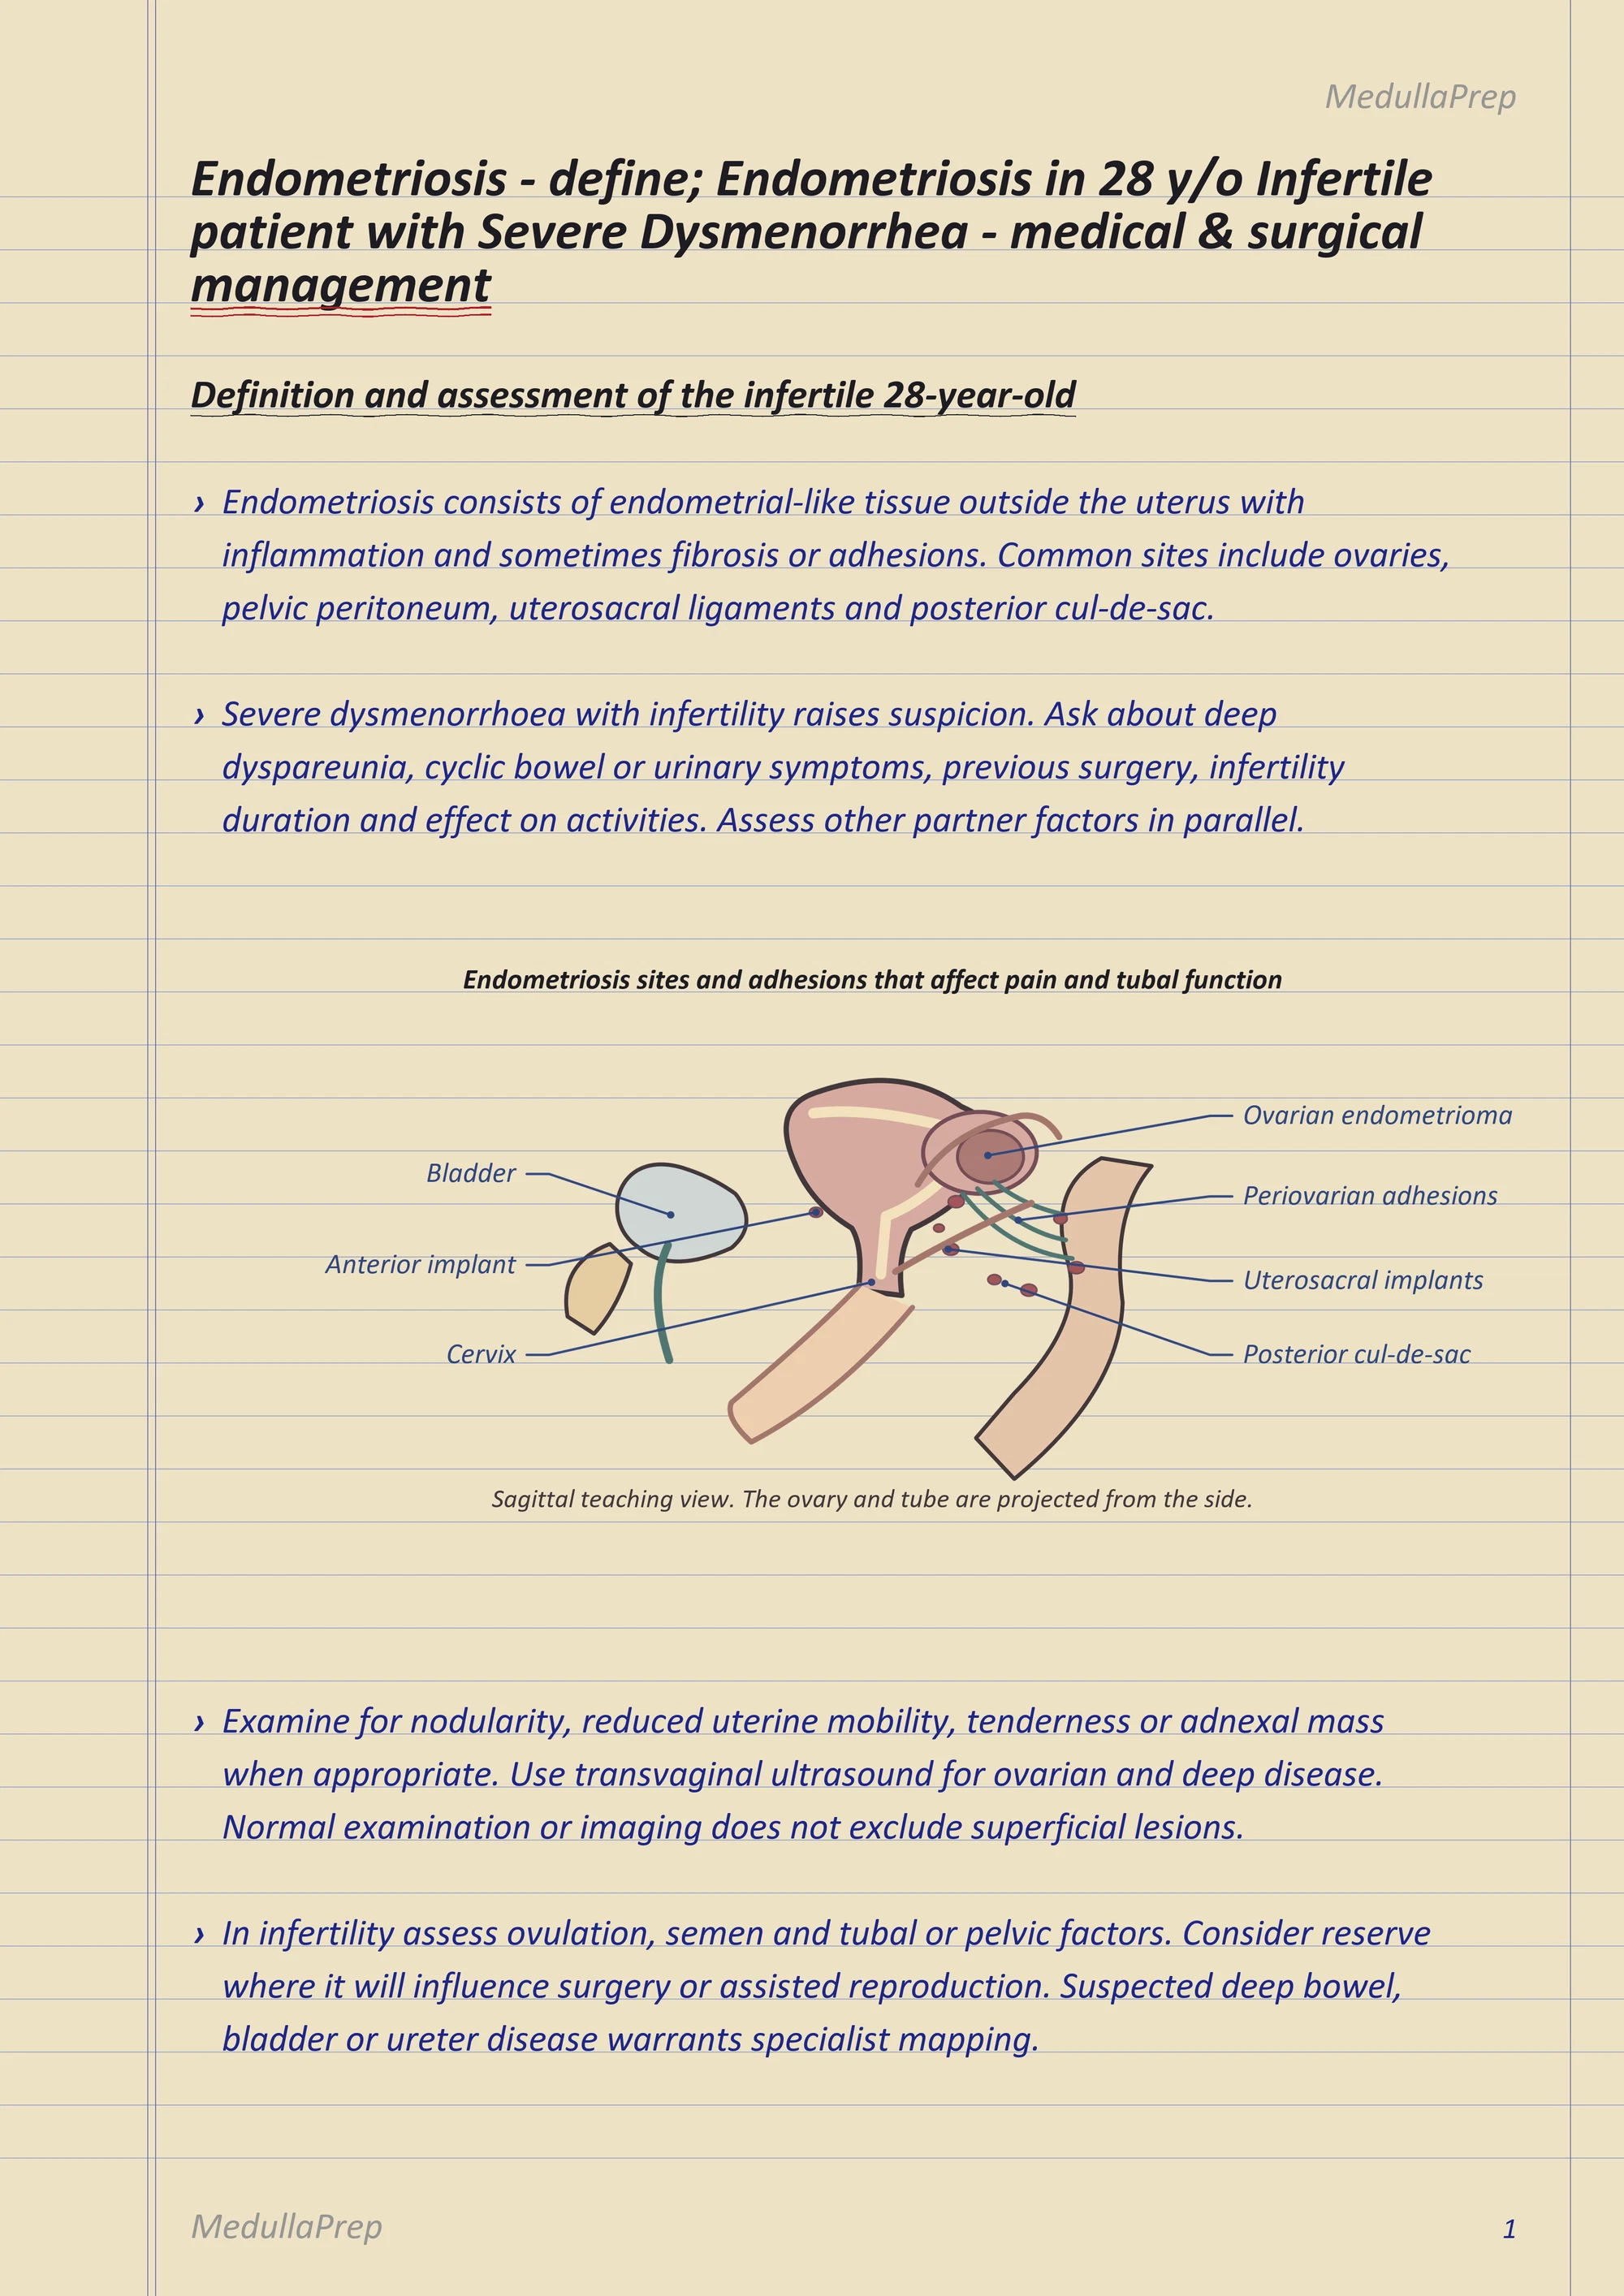 MedullaPrep
Endometriosis - define; Endometriosis in 28 y/o Infertile
patient with Severe Dysmenorrhea - medical & surgical
management
Definition and assessment of the infertile 28-year-old
› Endometriosis consists of endometrial-like tissue outside the uterus with
inflammation and sometimes fibrosis or adhesions. Common sites include ovaries,
pelvic peritoneum, uterosacral ligaments and posterior cul-de-sac.
› Severe dysmenorrhoea with infertility raises suspicion. Ask about deep
dyspareunia, cyclic bowel or urinary symptoms, previous surgery, infertility
duration and effect on activities. Assess other partner factors in parallel.
Endometriosis sites and adhesions that affect pain and tubal function
Bladder
Anterior implant
Cervix
Ovarian endometrioma
Periovarian adhesions
Uterosacral implants
Posterior cul-de-sac
Sagittal teaching view. The ovary and tube are projected from the side.
› Examine for nodularity, reduced uterine mobility, tenderness or adnexal mass
when appropriate. Use transvaginal ultrasound for ovarian and deep disease.
Normal examination or imaging does not exclude superficial lesions.
› In infertility assess ovulation, semen and tubal or pelvic factors. Consider reserve
where it will influence surgery or assisted reproduction. Suspected deep bowel,
bladder or ureter disease warrants specialist mapping.
MedullaPrep
1